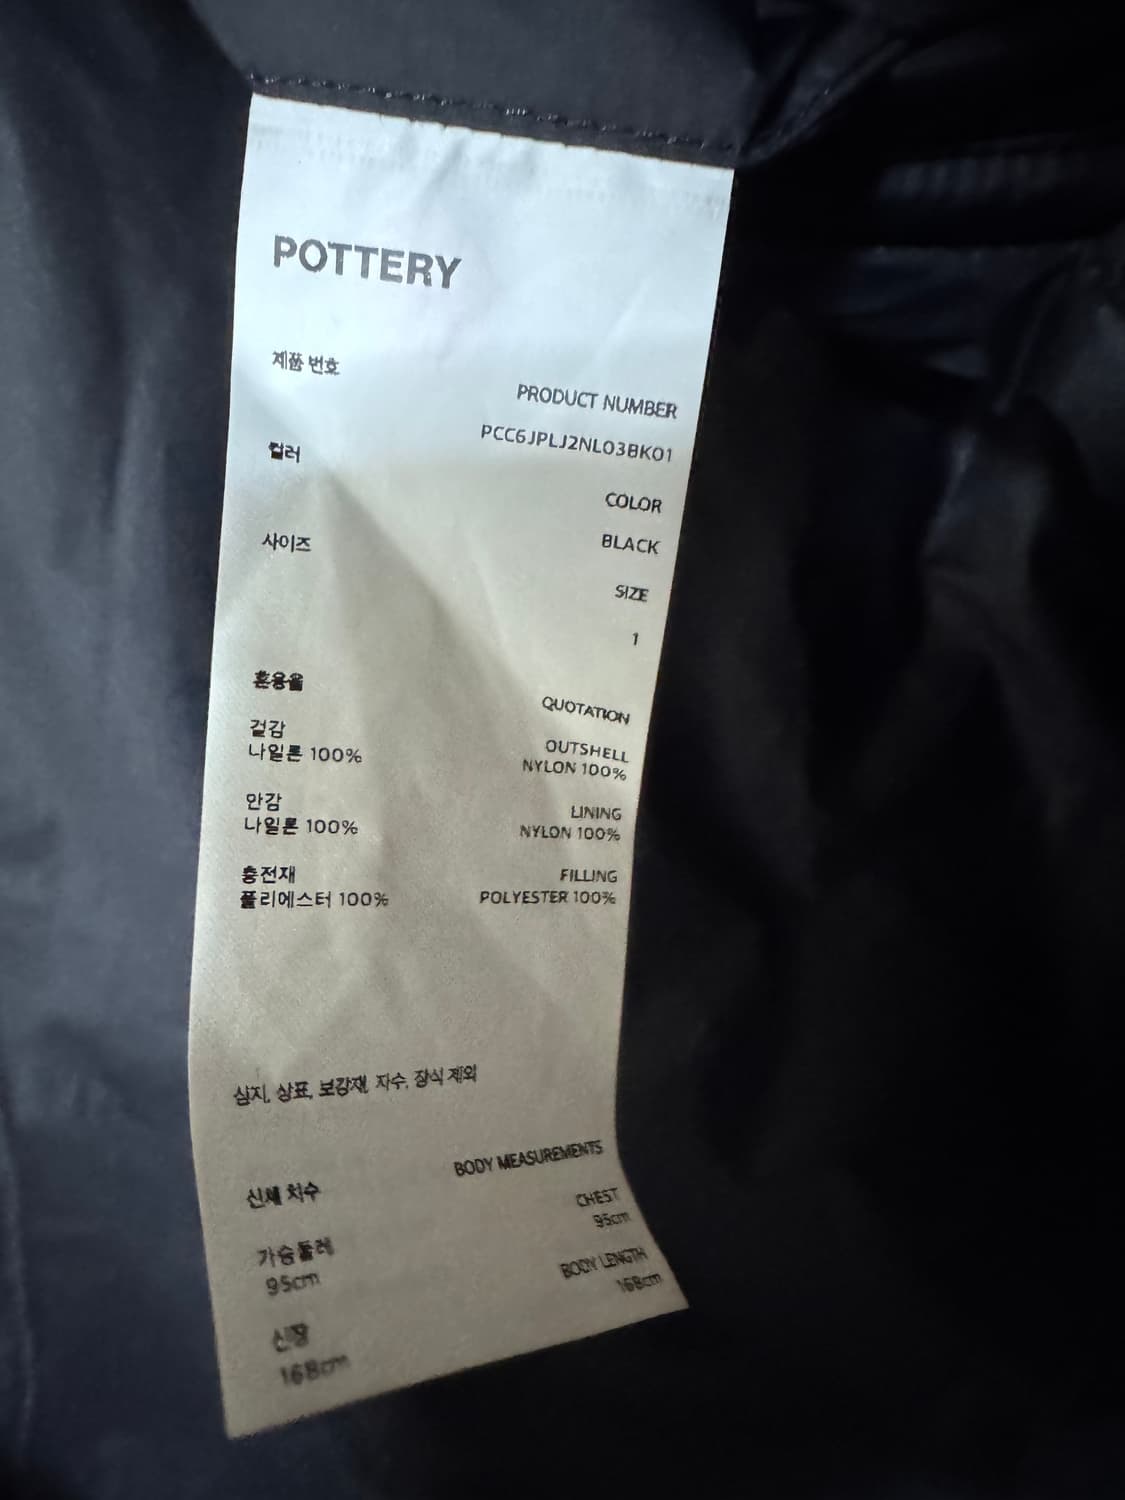 POTTERY
제품 번호
PRODUCT NUMBER
PCC6JPLJ2NL03BK01
컬러
COLOR
BLACK
사이즈
SIZE
1
혼용율
QUOTATION
겉감
OUTSHELL
나일론 100%
NYLON 100%
안감
LINING
나일론 100%
NYLON 100%
충전재
FILLING
폴리에스터 100%
POLYESTER 100%
심지, 상표, 보강재, 자수, 장식 제외
BODY MEASUREMENTS
신체 치수
CHEST
95cm
가슴둘레
95cm
BODY LENGTH
168cm
신장
168cm